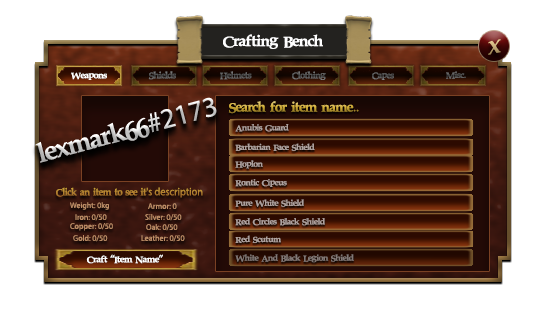 Crafting Bench
X
Weapons
Shields
Helmets
Clothing
Capes
Misc.
lexmark66#2173
Search for item name..
Anubis Guard
Barbarian Face Shield
Hoplon
Rontic Cipeus
Pure White Shield
Red Circles Black Shield
Red Scutum
White And Black Legion Shield
Click an item to see it's description
Weight: 0kg
Armor: 0
Iron: 0/50
Silver: 0/50
Copper: 0/50
Oak: 0/50
Gold: 0/50
Leather: 0/50
Craft "Item Name"